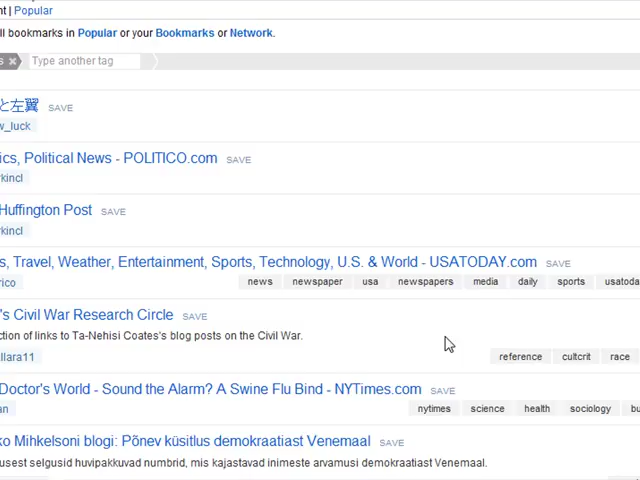 nt | Popular
ll bookmarks in Popular or your Bookmarks or Network.
s × Type another tag
と左翼 SAVE
w_luck
ics, Political News - POLITICO.com SAVE
rkincl
Huffington Post SAVE
rkincl
s, Travel, Weather, Entertainment, Sports, Technology, U.S. & World - USATODAY.com SAVE
rico news newspaper usa newspapers media daily sports usatoda
's Civil War Research Circle SAVE
ction of links to Ta-Nehisi Coates's blog posts on the Civil War.
llara11 reference cultcrit race
Doctor's World - Sound the Alarm? A Swine Flu Bind - NYTimes.com SAVE
an nytimes science health sociology bu
ko Mihkelsoni blogi: Põnev küsitlus demokraatiast Venemaal SAVE
usest selgusid huvipakkuvad numbrid, mis kajastavad inimeste arvamusi demokraatiast Venemaal.